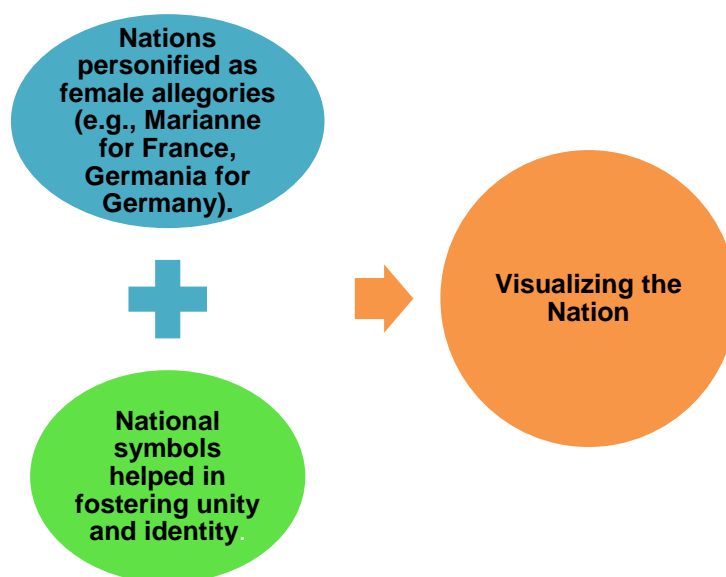 Nations
personified as
female allegories
(e.g., Marianne
for France,
Germania for
Germany).
National
symbols
helped in
fostering unity
and identity.
Visualizing the
Nation